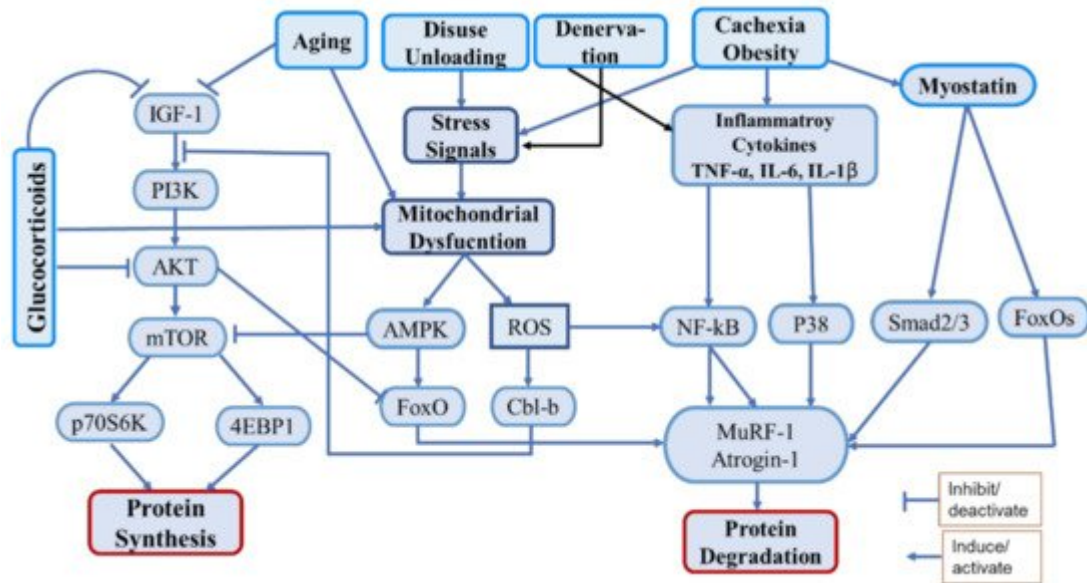 Aging
Disuse
Unloading
Denerva-
tion
Cachexia
Obesity
Myostatin
IGF-1
Stress
Signals
Inflammatroy
Cytokines
TNF-α, IL-6, IL-1β
Glucocorticoids
PI3K
Mitochondrial
Dysfucntion
AKT
mTOR
AMPK
ROS
NF-kB
P38
Smad2/3
FoxOs
p70S6K
4EBP1
FoxO
Cbl-b
MuRF-1
Atrogin-1
Protein
Synthesis
Protein
Degradation
Inhibit/
deactivate
Induce/
activate